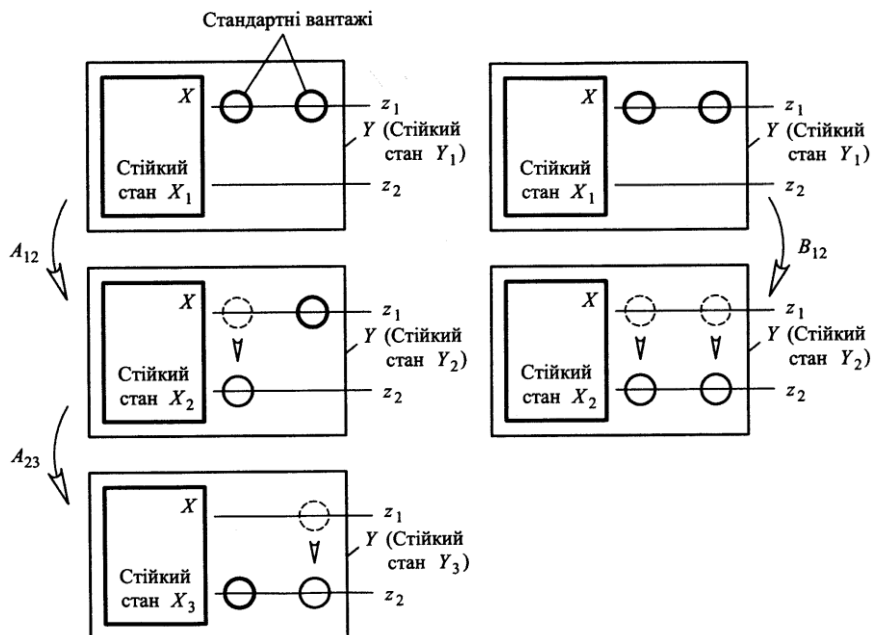 Стандартні вантажі
X
z1
Y (Стійкий
стан Y1)
Стійкий
стан X1
z2
X
z1
Y (Стійкий
стан Y1)
Стійкий
стан X1
z2
A12
B12
X
z1
Y (Стійкий
стан Y2)
Стійкий
стан X2
z2
X
z1
Y (Стійкий
стан Y2)
Стійкий
стан X2
z2
A23
X
z1
Y (Стійкий
стан Y3)
Стійкий
стан X3
z2